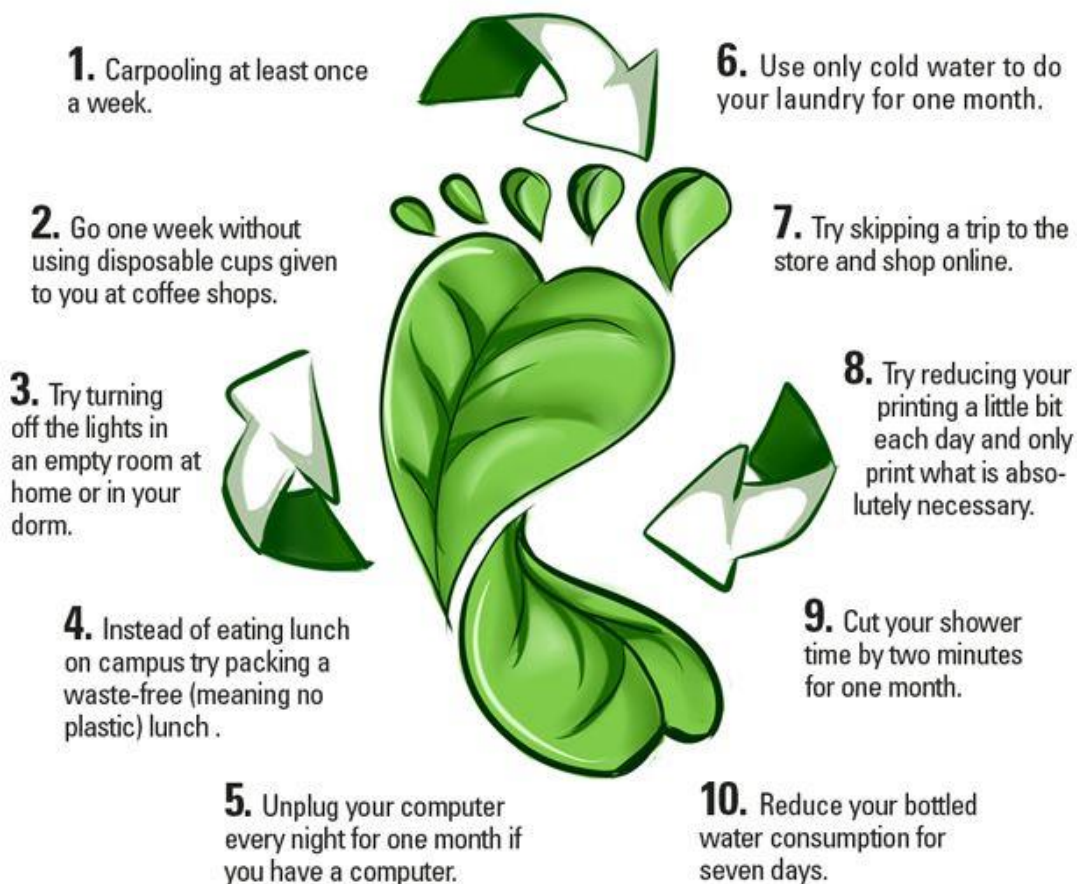 1. Carpooling at least once
a week.
2. Go one week without
using disposable cups given
to you at coffee shops.
3. Try turning
off the lights in
an empty room at
home or in your
dorm.
4. Instead of eating lunch
on campus try packing a
waste-free (meaning no
plastic) lunch .
5. Unplug your computer
every night for one month if
you have a computer.
6. Use only cold water to do
your laundry for one month.
7. Try skipping a trip to the
store and shop online.
8. Try reducing your
printing a little bit
each day and only
print what is abso-
lutely necessary.
9. Cut your shower
time by two minutes
for one month.
10. Reduce your bottled
water consumption for
seven days.